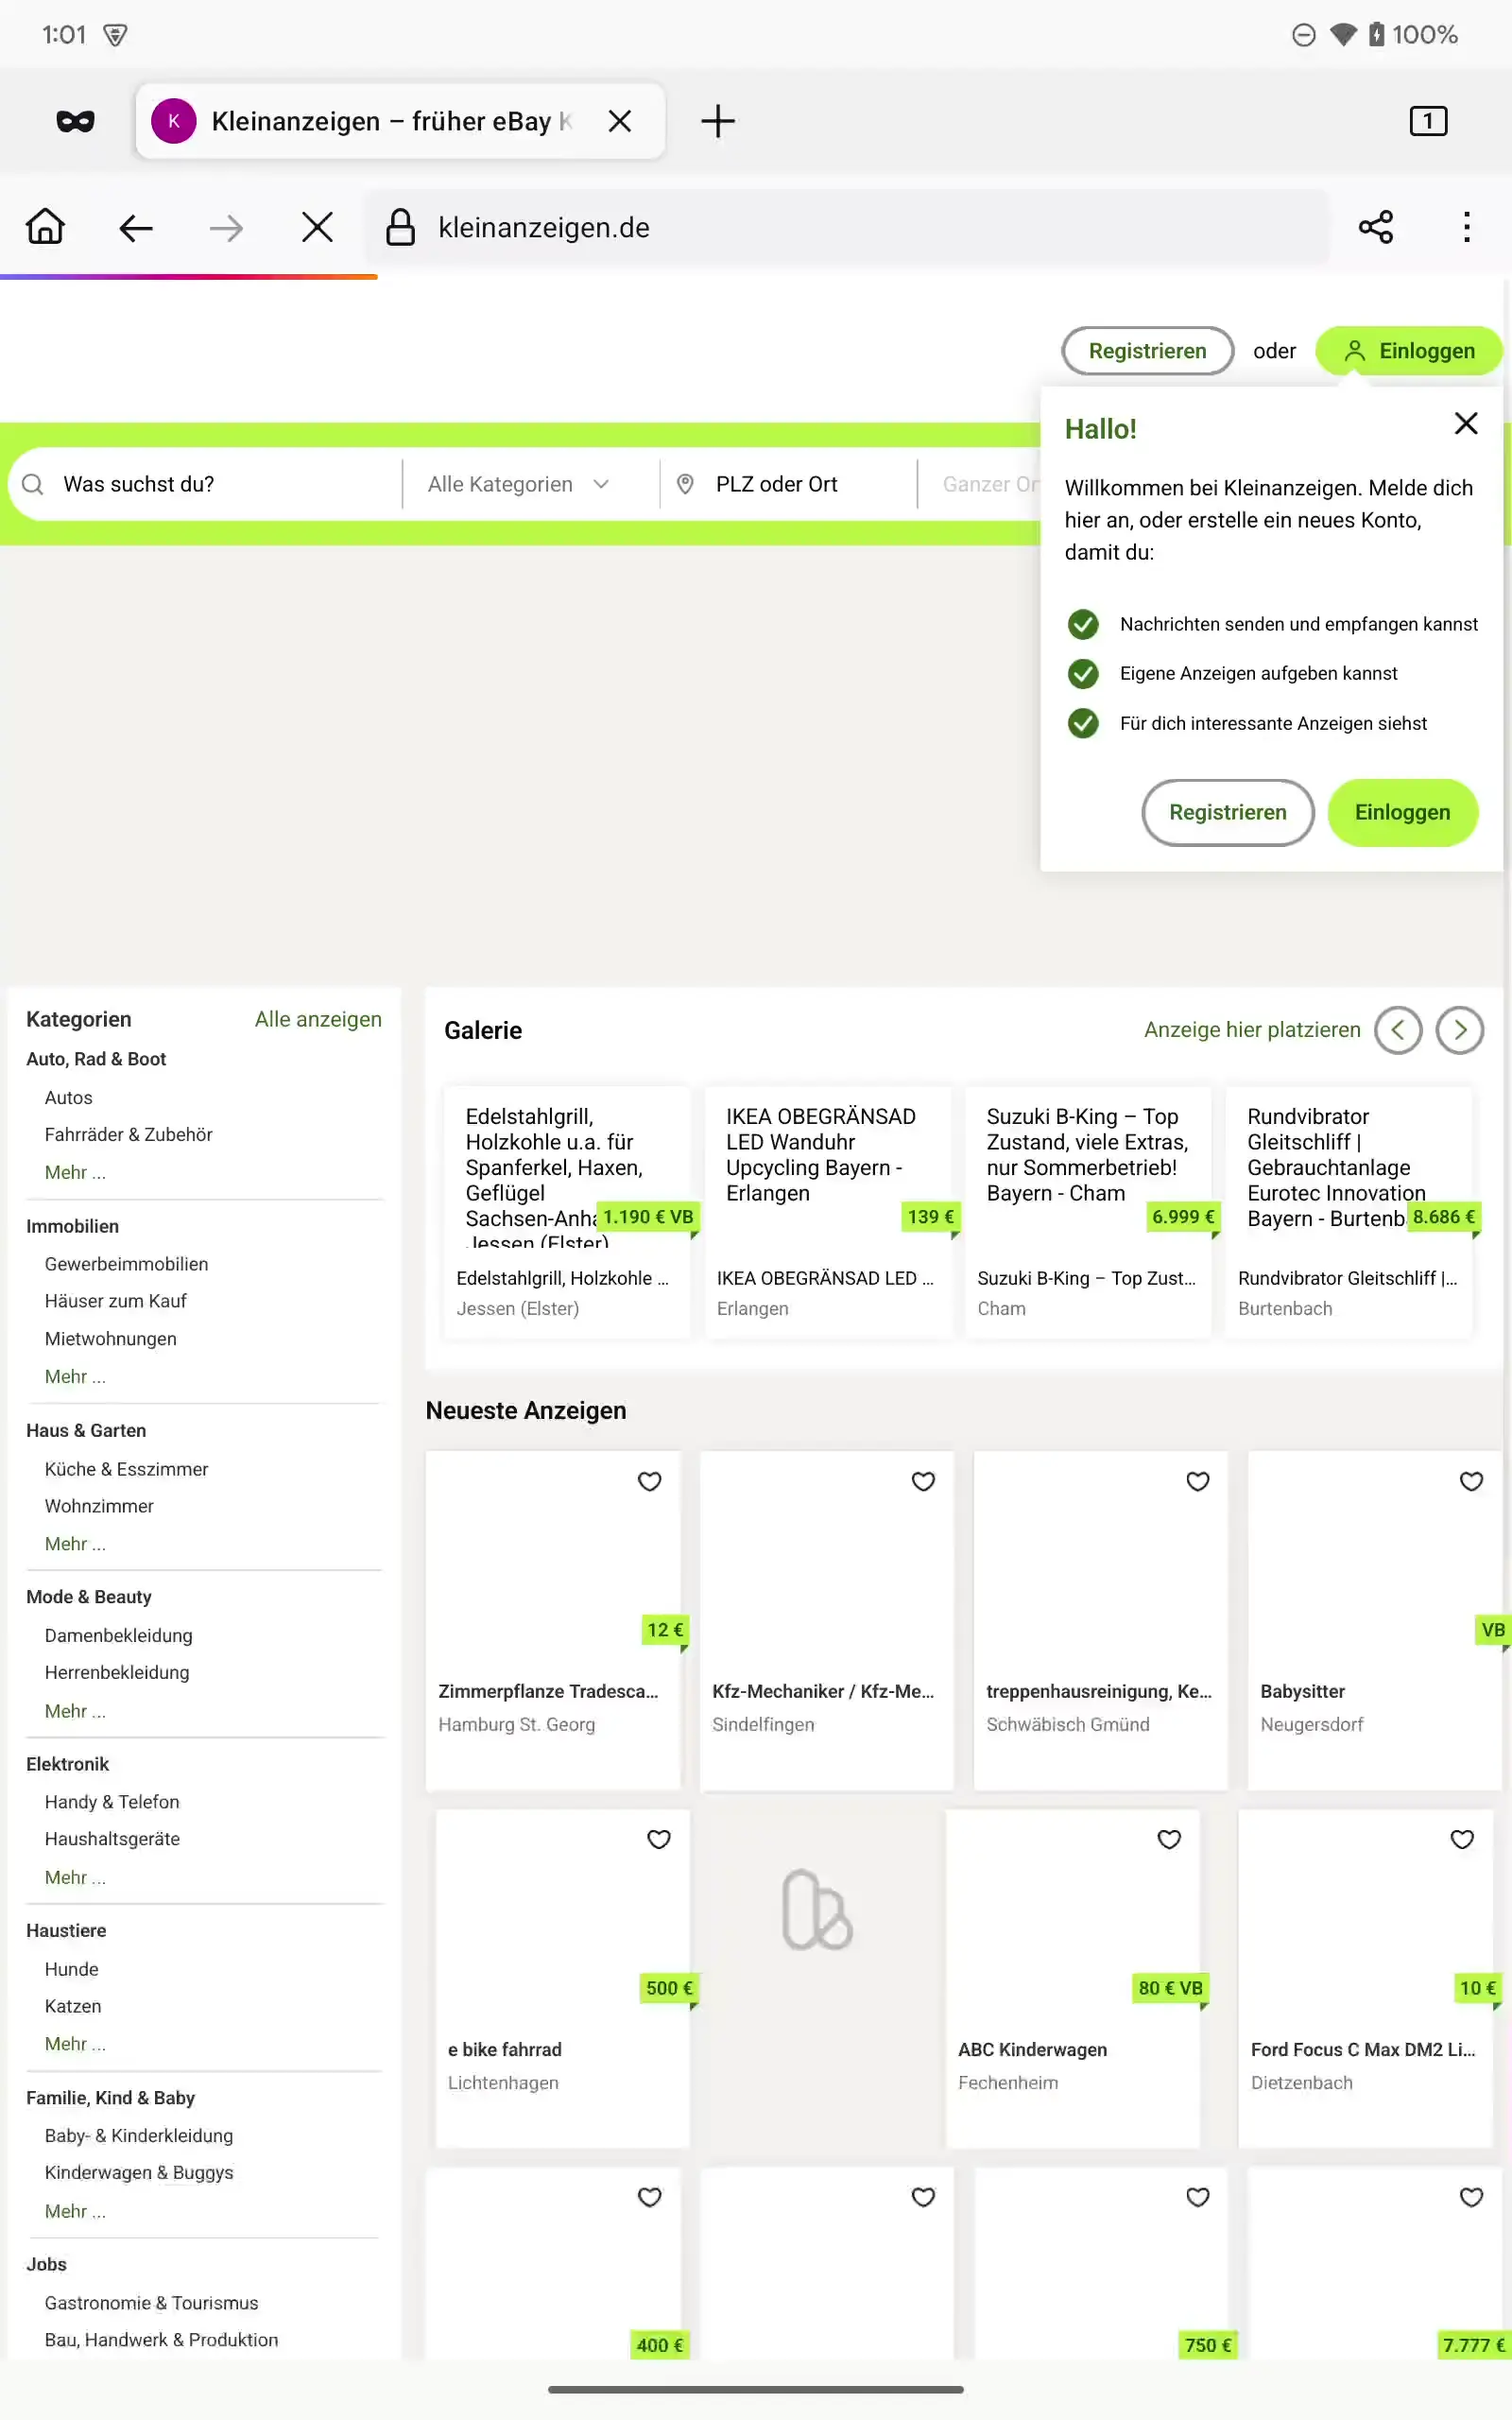 1:01
100%
K
Kleinanzeigen – früher eBay K
1
kleinanzeigen.de
Registrieren oder Einloggen
Was suchst du?
Alle Kategorien
PLZ oder Ort
Ganzer Or
Hallo!
Willkommen bei Kleinanzeigen. Melde dich
hier an, oder erstelle ein neues Konto,
damit du:
Nachrichten senden und empfangen kannst
Eigene Anzeigen aufgeben kannst
Für dich interessante Anzeigen siehst
Registrieren
Einloggen
Kategorien
Alle anzeigen
Auto, Rad & Boot
Autos
Fahrräder & Zubehör
Mehr ...
Immobilien
Gewerbeimmobilien
Häuser zum Kauf
Mietwohnungen
Mehr ...
Haus & Garten
Küche & Esszimmer
Wohnzimmer
Mehr ...
Mode & Beauty
Damenbekleidung
Herrenbekleidung
Mehr ...
Elektronik
Handy & Telefon
Haushaltsgeräte
Mehr ...
Haustiere
Hunde
Katzen
Mehr ...
Familie, Kind & Baby
Baby- & Kinderkleidung
Kinderwagen & Buggys
Mehr ...
Jobs
Gastronomie & Tourismus
Bau, Handwerk & Produktion
Galerie
Anzeige hier platzieren
Edelstahlgrill,
Holzkohle u.a. für
Spanferkel, Haxen,
Geflügel
Sachsen-Anha
Jessen (Elster)
1.190 € VB
Edelstahlgrill, Holzkohle ...
Jessen (Elster)
IKEA OBEGRÄNSAD
LED Wanduhr
Upcycling Bayern -
Erlangen
139 €
IKEA OBEGRÄNSAD LED ...
Erlangen
Suzuki B-King – Top
Zustand, viele Extras,
nur Sommerbetrieb!
Bayern - Cham
6.999 €
Suzuki B-King – Top Zust...
Cham
Rundvibrator
Gleitschliff |
Gebrauchtanlage
Eurotec Innovation
Bayern - Burtenb
8.686 €
Rundvibrator Gleitschliff |...
Burtenbach
Neueste Anzeigen
12 €
Zimmerpflanze Tradesca...
Hamburg St. Georg
Kfz-Mechaniker / Kfz-Me...
Sindelfingen
treppenhausreinigung, Ke...
Schwäbisch Gmünd
VB
Babysitter
Neugersdorf
500 €
e bike fahrrad
Lichtenhagen
80 € VB
ABC Kinderwagen
Fechenheim
10 €
Ford Focus C Max DM2 Li...
Dietzenbach
400 €
750 €
7.777 €